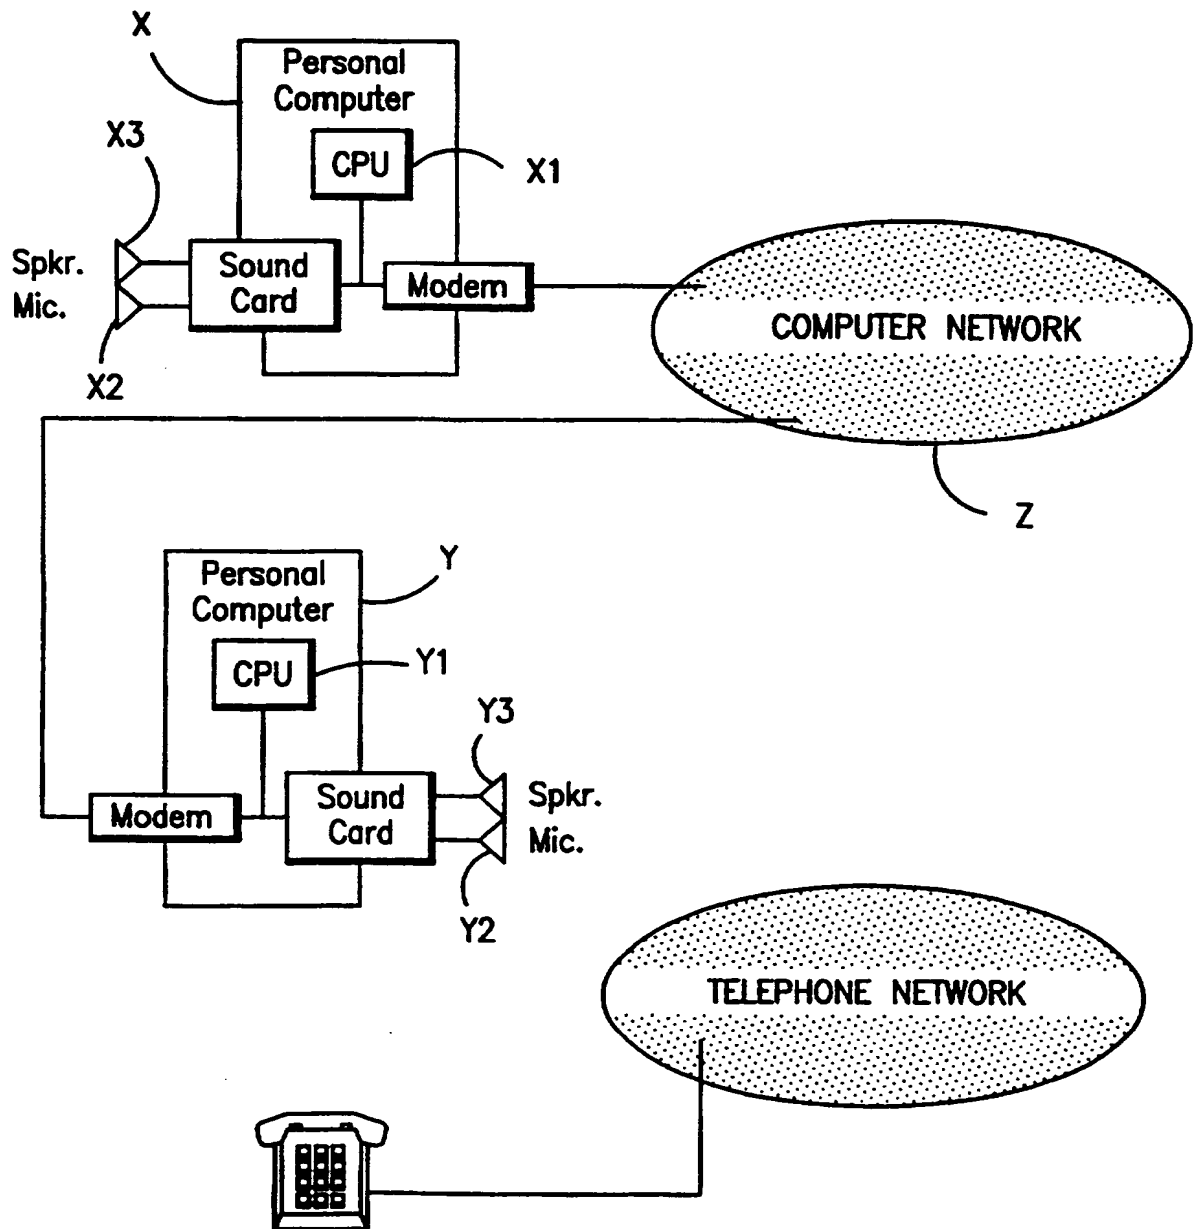 X
Personal
Computer
X3
CPU
X1
Spkr.
Mic.
Sound
Card
Modem
COMPUTER NETWORK
X2
Z
Personal
Computer
Y
CPU
Y1
Y3
Modem
Sound
Card
Spkr.
Mic.
Y2
TELEPHONE NETWORK